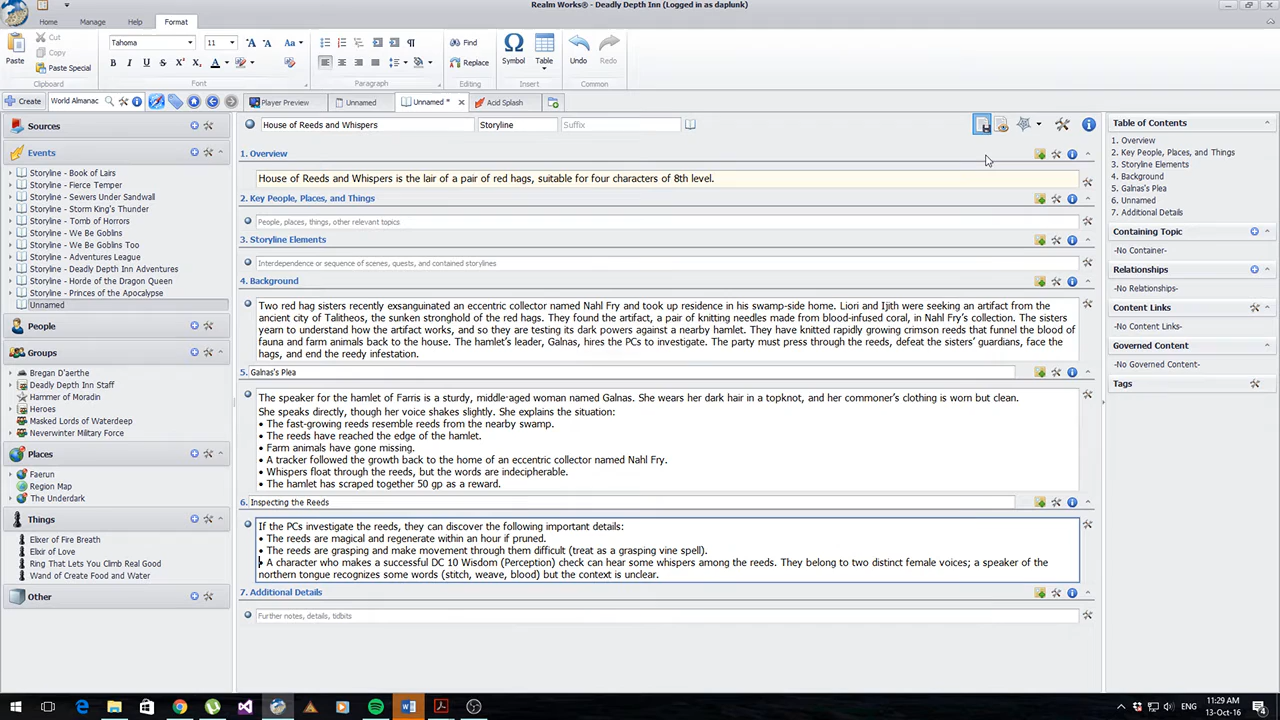 Realm Works® - Deadly Depth Inn (Logged in as daplunk)
Home Manage Help Format
Paste
Cut
Copy
Paste Special
Clipboard
Tahoma 11
Aa
B I U S X X A
Font
Paragraph
Find
Replace
Editing
Symbol
Table
Insert
Undo
Redo
Common
Create World Almanac Player Preview Unnamed Unnamed * Acid Splash
Sources
Events
Storyline - Book of Lairs
Storyline - Fierce Temper
Storyline - Sewers Under Sandwall
Storyline - Storm King's Thunder
Storyline - Tomb of Horrors
Storyline - We Be Goblins
Storyline - We Be Goblins Too
Storyline - Adventures League
Storyline - Deadly Depth Inn Adventures
Storyline - Horde of the Dragon Queen
Storyline - Princes of the Apocalypse
Unnamed
People
Groups
Bregan D'aerthe
Deadly Depth Inn Staff
Hammer of Moradin
Heroes
Masked Lords of Waterdeep
Neverwinter Military Force
Places
Faerun
Region Map
The Underdark
Things
Elixer of Fire Breath
Elixir of Love
Ring That Lets You Climb Real Good
Wand of Create Food and Water
Other
House of Reeds and Whispers Storyline Suffix
1. Overview
House of Reeds and Whispers is the lair of a pair of red hags, suitable for four characters of 8th level.
2. Key People, Places, and Things
People, places, things, other relevant topics
3. Storyline Elements
Interdependence or sequence of scenes, quests, and contained storylines
4. Background
Two red hag sisters recently exsanguinated an eccentric collector named Nahl Fry and took up residence in his swamp-side home. Liori and Ijith were seeking an artifact from the
ancient city of Talitheos, the sunken stronghold of the red hags. They found the artifact, a pair of knitting needles made from blood-infused coral, in Nahl Fry's collection. The sisters
yearn to understand how the artifact works, and so they are testing its dark powers against a nearby hamlet. They have knitted rapidly growing crimson reeds that funnel the blood of
fauna and farm animals back to the house. The hamlet's leader, Galnas, hires the PCs to investigate. The party must press through the reeds, defeat the sisters' guardians, face the
hags, and end the reedy infestation.
5. Galnas's Plea
The speaker for the hamlet of Farris is a sturdy, middle-aged woman named Galnas. She wears her dark hair in a topknot, and her commoner's clothing is worn but clean.
She speaks directly, though her voice shakes slightly. She explains the situation:
• The fast-growing reeds resemble reeds from the nearby swamp.
• The reeds have reached the edge of the hamlet.
• Farm animals have gone missing.
• A tracker followed the growth back to the home of an eccentric collector named Nahl Fry.
• Whispers float through the reeds, but the words are indecipherable.
• The hamlet has scraped together 50 gp as a reward.
6. Inspecting the Reeds
If the PCs investigate the reeds, they can discover the following important details:
• The reeds are magical and regenerate within an hour if pruned.
• The reeds are grasping and make movement through them difficult (treat as a grasping vine spell).
• A character who makes a successful DC 10 Wisdom (Perception) check can hear some whispers among the reeds. They belong to two distinct female voices; a speaker of the
northern tongue recognizes some words (stitch, weave, blood) but the context is unclear.
7. Additional Details
Further notes, details, tidbits
Table of Contents
1. Overview
2. Key People, Places, and Things
3. Storyline Elements
4. Background
5. Galnas's Plea
6. Unnamed
7. Additional Details
Containing Topic
-No Container-
Relationships
-No Relationships-
Content Links
-No Content Links-
Governed Content
-No Governed Content-
Tags
ENG
11:29 AM
13-Oct-16